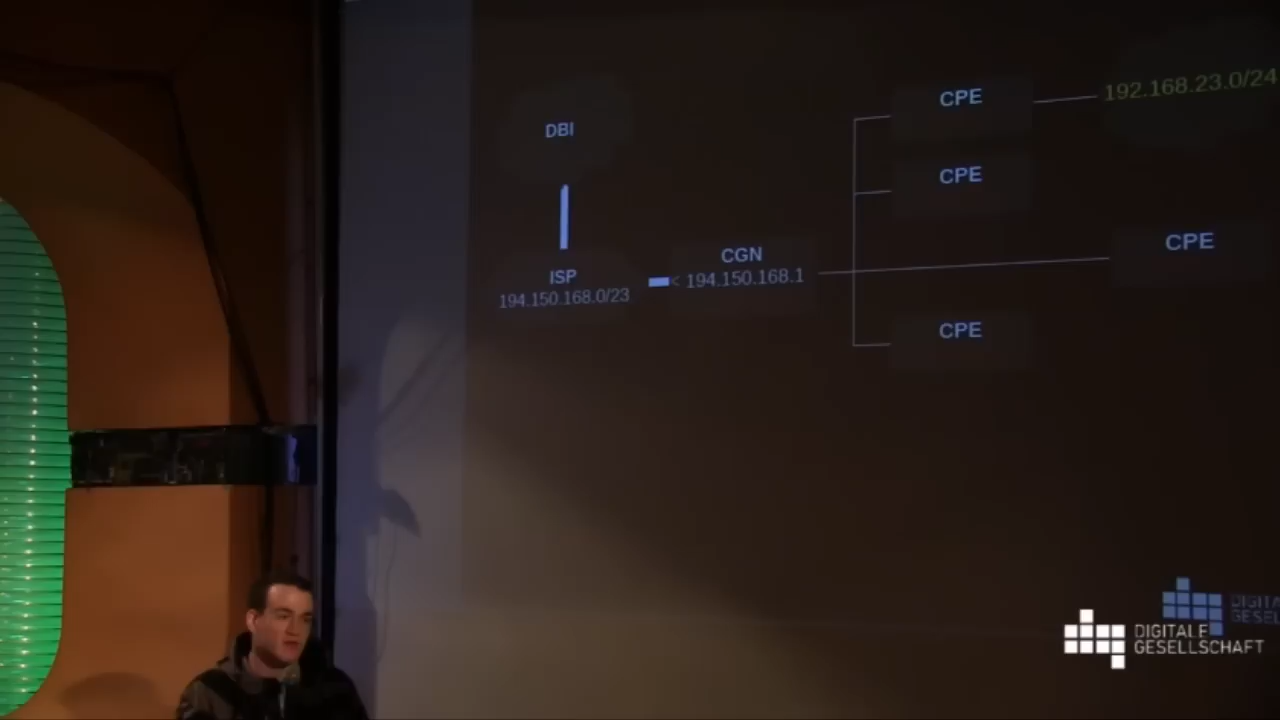 DBI
ISP
194.150.168.0/23
CGN
< 194.150.168.1
CPE
192.168.23.0/24
CPE
CPE
CPE
DIGITALE
GESELLSCHAFT